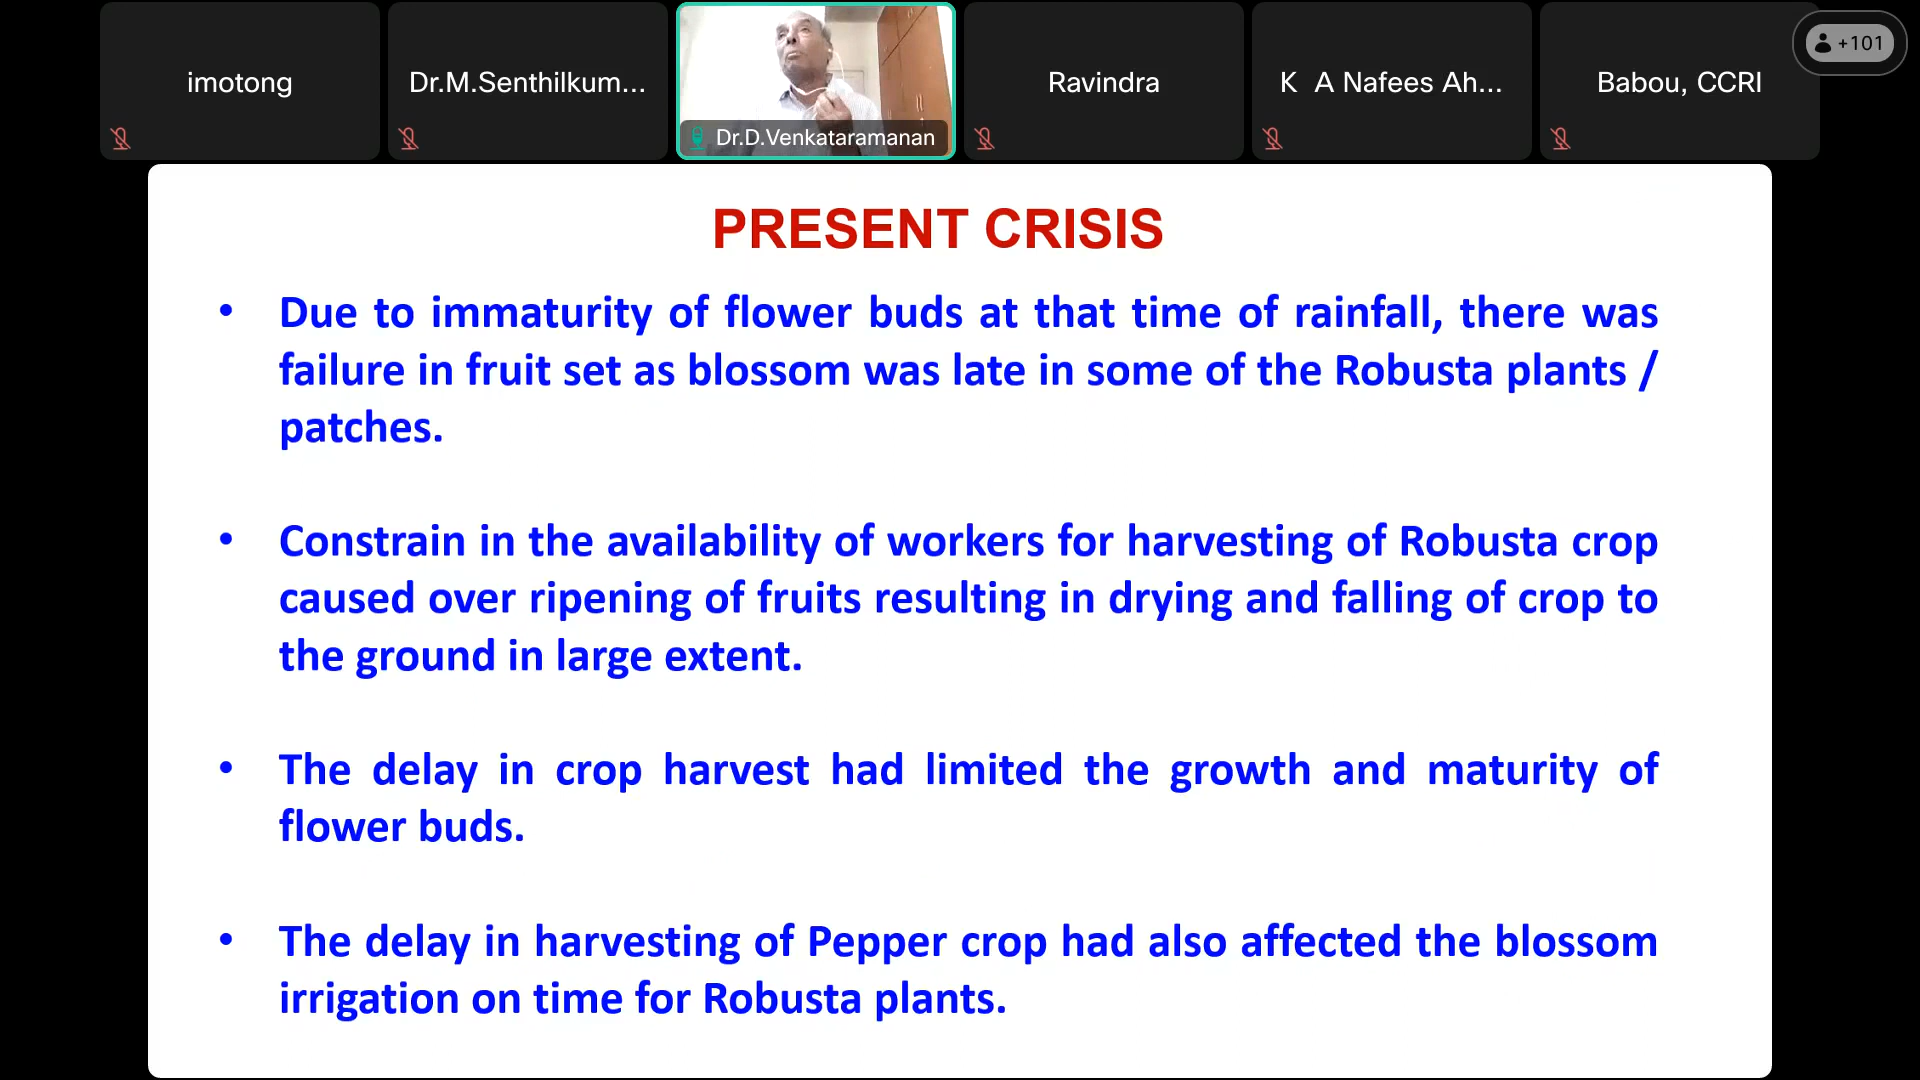 imotong
Dr.M.Senthilkum...
Dr.D.Venkataramanan
Ravindra
K A Nafees Ah...
Babou, CCRI
+101
PRESENT CRISIS
• Due to immaturity of flower buds at that time of rainfall, there was
failure in fruit set as blossom was late in some of the Robusta plants /
patches.
• Constrain in the availability of workers for harvesting of Robusta crop
caused over ripening of fruits resulting in drying and falling of crop to
the ground in large extent.
• The delay in crop harvest had limited the growth and maturity of
flower buds.
• The delay in harvesting of Pepper crop had also affected the blossom
irrigation on time for Robusta plants.